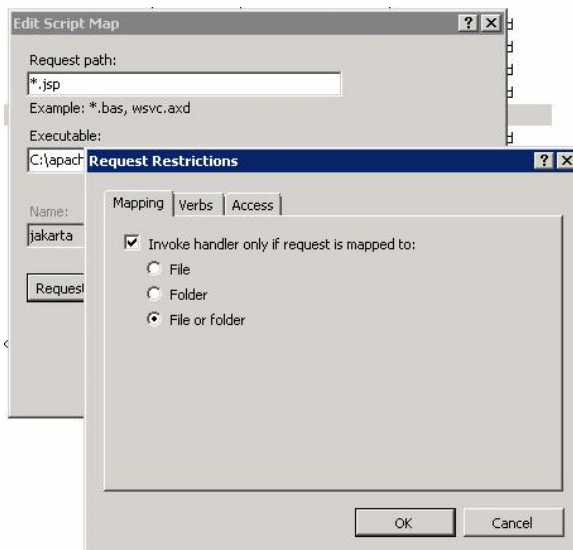 Edit Script Map
Request path:
*.jsp
Example: *.bas, wsvc.axd
Executable:
C:\apach
Request Restrictions
Mapping Verbs Access
Name:
jakarta
Invoke handler only if request is mapped to:
File
Request
Folder
File or folder
OK Cancel